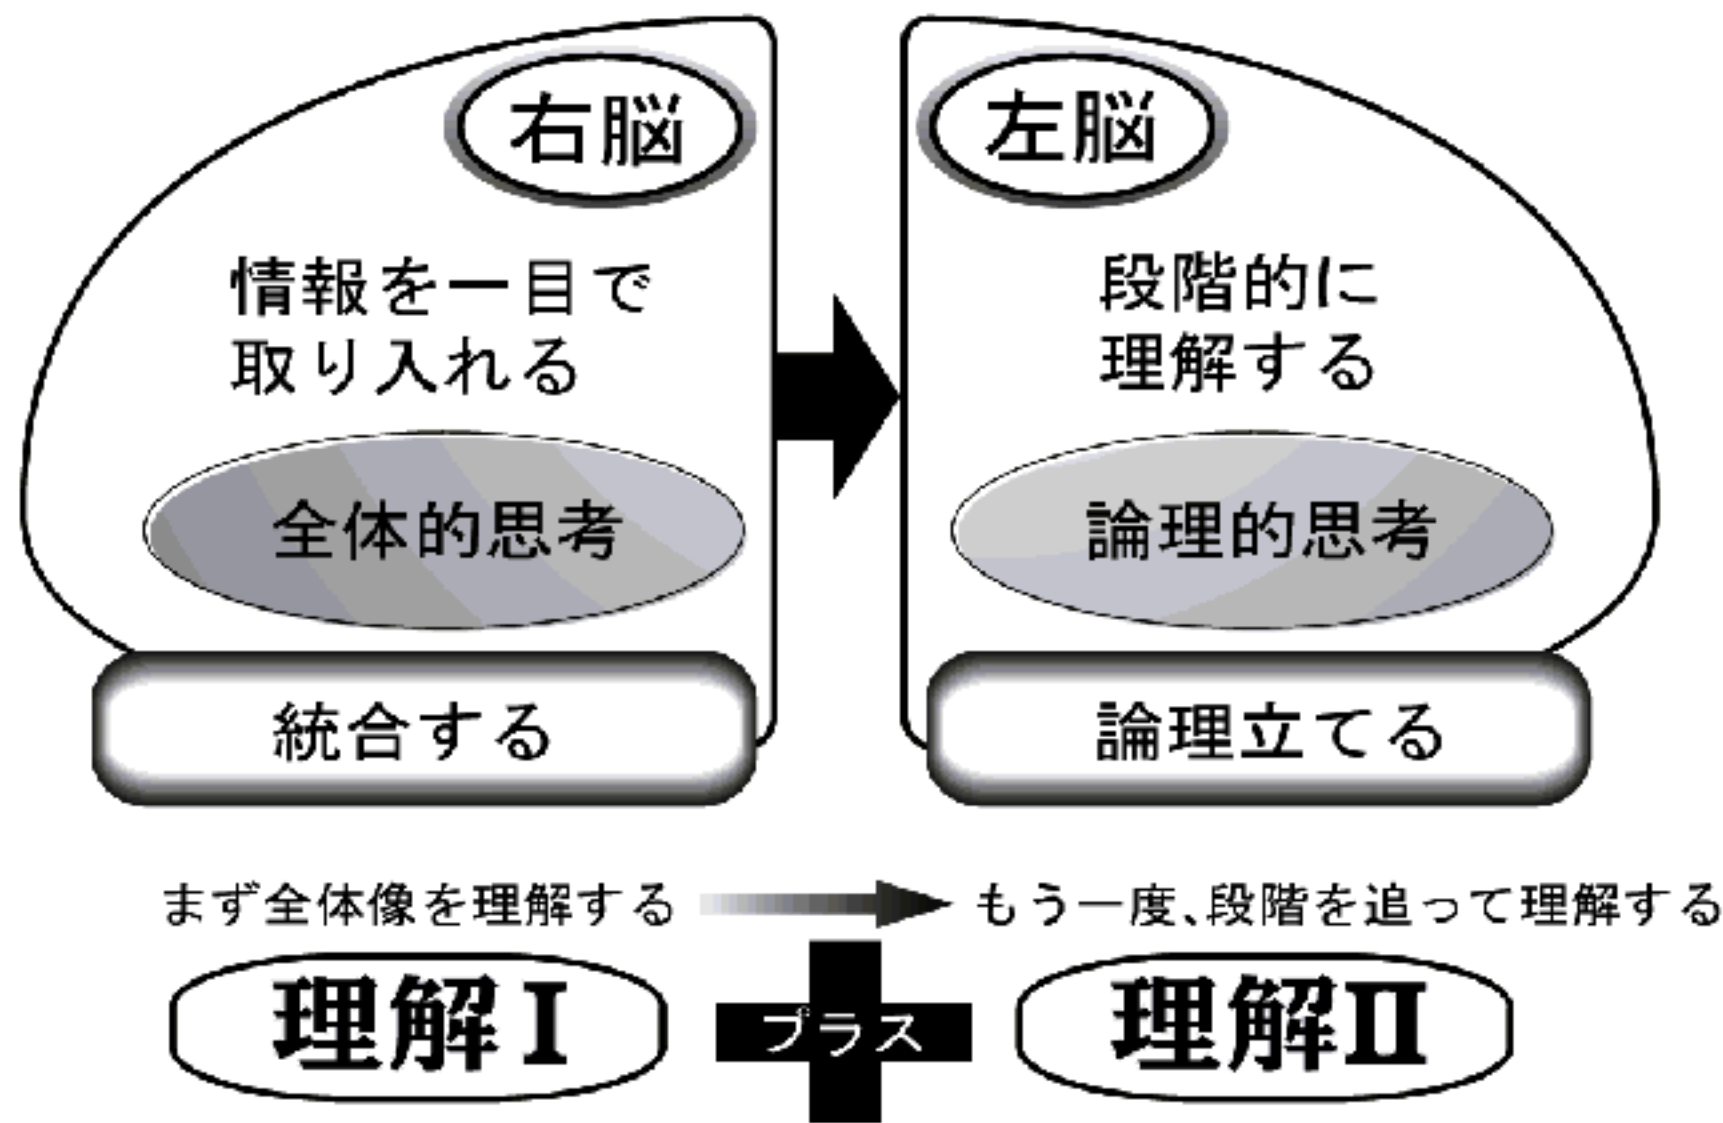 右脳
情報を一目で
取り入れる
全体的思考
統合する
左脳
段階的に
理解する
論理的思考
論理立てる
まず全体像を理解する
もう一度、段階を追って理解する
理解Ⅰ
プラス
理解Ⅱ